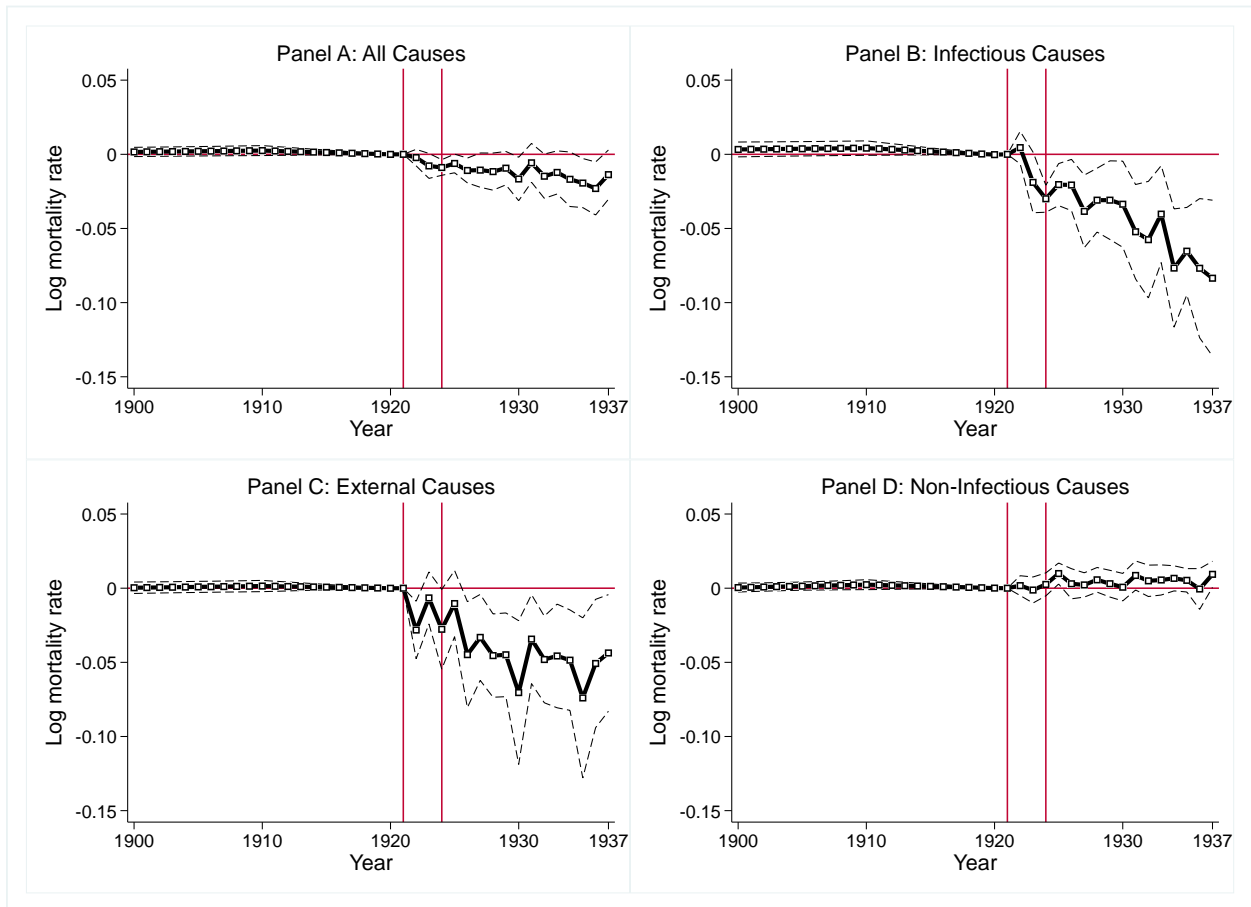 Panel A: All Causes
Log mortality rate
0.05
0
-0.05
-0.10
-0.15
1900 1910 1920 1930 1937
Year
Panel B: Infectious Causes
Log mortality rate
0.05
0
-0.05
-0.10
-0.15
1900 1910 1920 1930 1937
Year
Panel C: External Causes
Log mortality rate
0.05
0
-0.05
-0.10
-0.15
1900 1910 1920 1930 1937
Year
Panel D: Non-Infectious Causes
Log mortality rate
0.05
0
-0.05
-0.10
-0.15
1900 1910 1920 1930 1937
Year